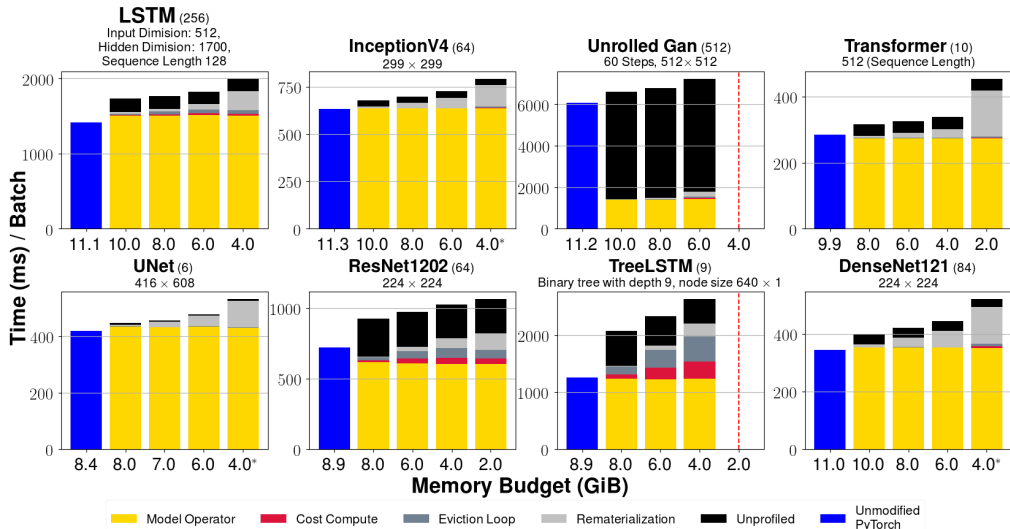 LSTM (256)
Input Dimision: 512,
Hidden Dimision: 1700,
Sequence Length 128
InceptionV4 (64)
299 × 299
Unrolled Gan (512)
60 Steps, 512× 512
Transformer (10)
512 (Sequence Length)
2000
1000
0
11.1 10.0 8.0 6.0 4.0
750
500
250
0
11.3 10.0 8.0 6.0 4.0*
6000
4000
2000
0
11.2 10.0 8.0 6.0 4.0
400
200
0
9.9 8.0 6.0 4.0 2.0
Time (ms) / Batch
UNet (6)
416 × 608
ResNet1202 (64)
224 × 224
TreeLSTM (9)
Binary tree with depth 9, node size 640 × 1
DenseNet121 (84)
224 × 224
400
200
0
8.4 8.0 7.0 6.0 4.0*
1000
500
0
8.9 8.0 6.0 4.0 2.0
2000
1000
0
8.9 8.0 6.0 4.0 2.0
400
200
0
11.0 10.0 8.0 6.0 4.0*
Memory Budget (GiB)
Model Operator Cost Compute Eviction Loop Rematerialization Unprofiled Unmodified
PyTorch